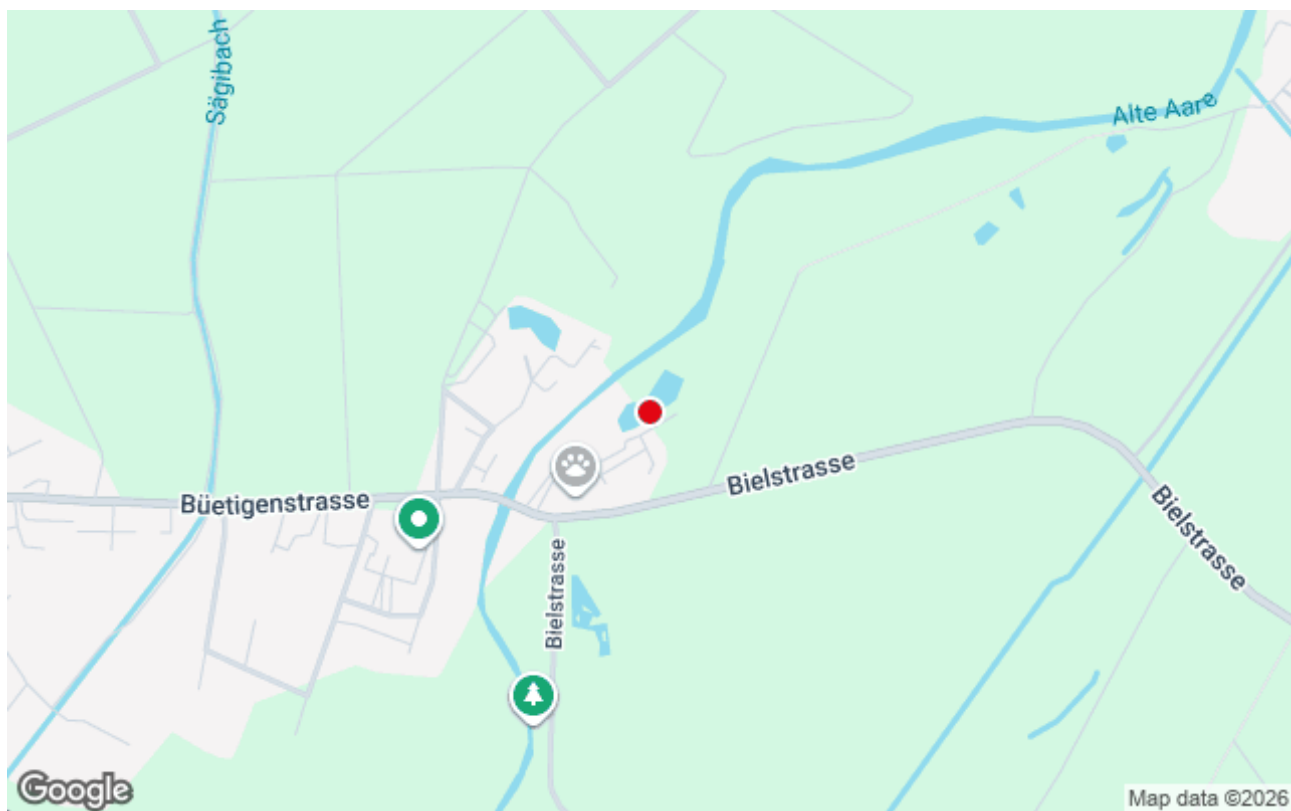 Sägibach
Alte Aare
Bielstrasse
Büetigenstrasse
Bielstrasse
Bielstrasse
Google
Map data ©2026